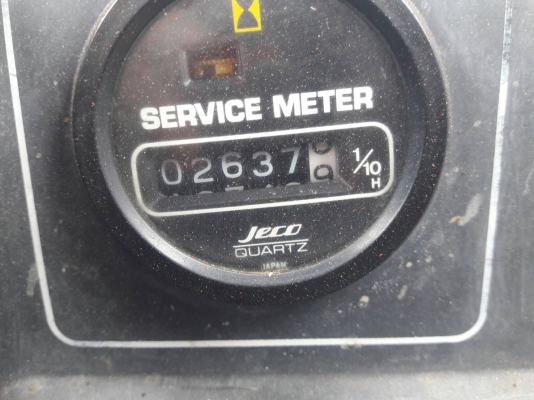 SERVICE METER
02637 1/10
H
Jeco
QUARTZ
JAPAN